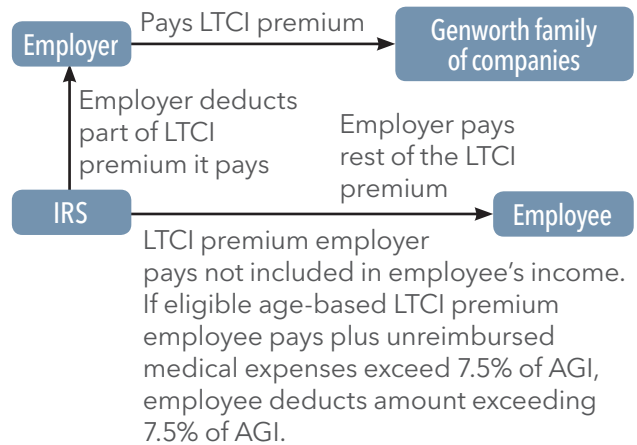 Pays LTCI premium
Employer
Genworth family
of companies
Employer deducts
part of LTCI
premium it pays
Employer pays
rest of the LTCI
premium
IRS
Employee
LTCI premium employer
pays not included in employee's income.
If eligible age-based LTCI premium
employee pays plus unreimbursed
medical expenses exceed 7.5% of AGI,
employee deducts amount exceeding
7.5% of AGI.